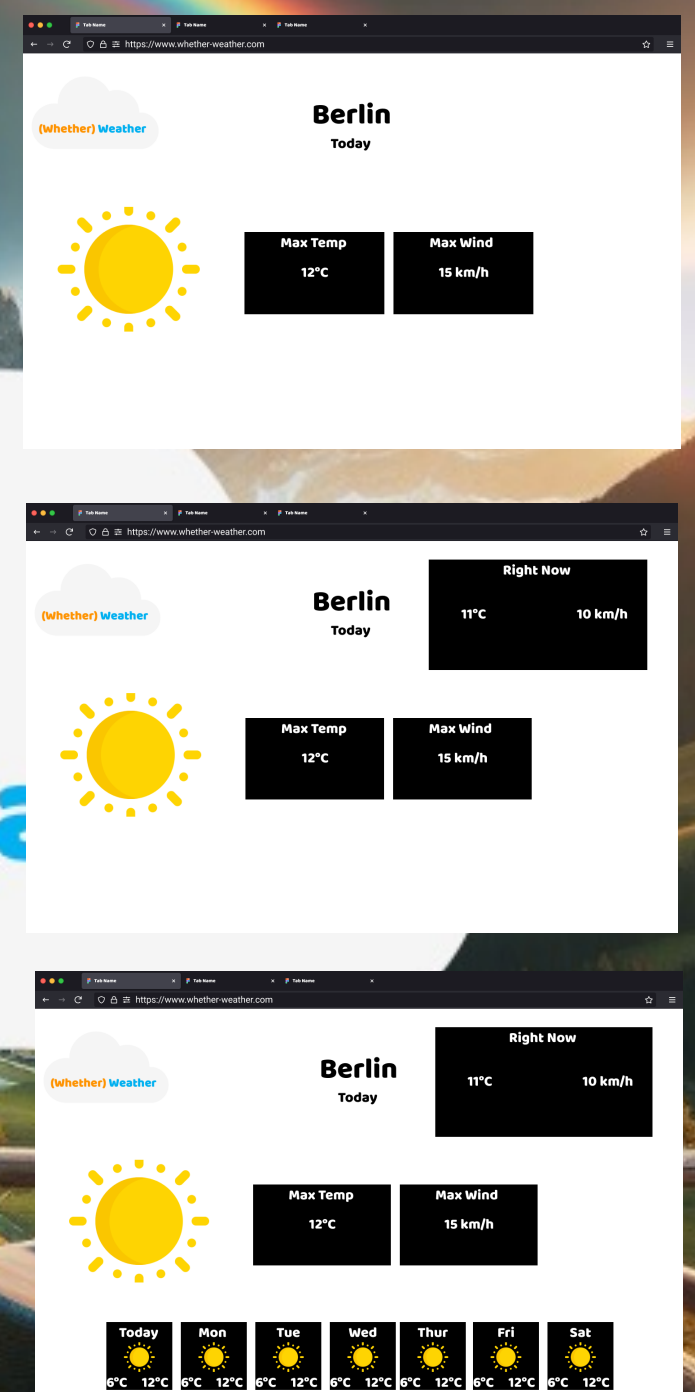 Tab Name × Tab Name × Tab Name ×
https://www.whether-weather.com
Berlin
(Whether) Weather
Today
Max Temp Max Wind
12°C 15 km/h
Tab Name × Tab Name × Tab Name ×
https://www.whether-weather.com
Right Now
Berlin
(Whether) Weather
11°C 10 km/h
Today
Max Temp Max Wind
12°C 15 km/h
Tab Name × Tab Name × Tab Name ×
https://www.whether-weather.com
Right Now
Berlin
(Whether) Weather
11°C 10 km/h
Today
Max Temp Max Wind
12°C 15 km/h
Today Mon Tue Wed Thur Fri Sat
6°C 12°C 6°C 12°C 6°C 12°C 6°C 12°C 6°C 12°C 6°C 12°C 6°C 12°C